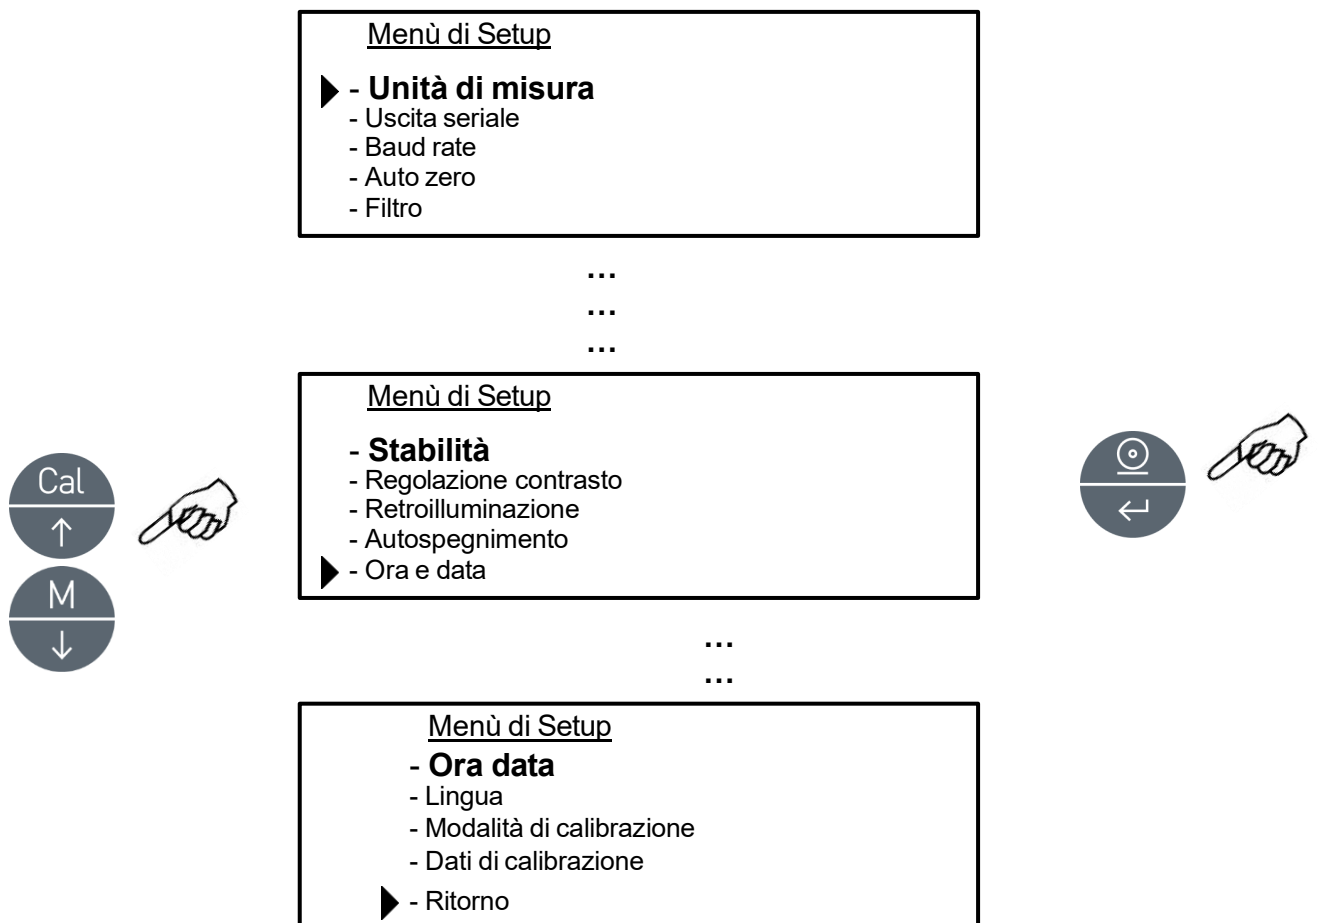 Menù di Setup
- Unità di misura
- Uscita seriale
- Baud rate
- Auto zero
- Filtro
...
...
...
Menù di Setup
- Stabilità
- Regolazione contrasto
- Retroilluminazione
- Autospegnimento
- Ora e data
Cal
M
...
...
Menù di Setup
- Ora data
- Lingua
- Modalità di calibrazione
- Dati di calibrazione
- Ritorno